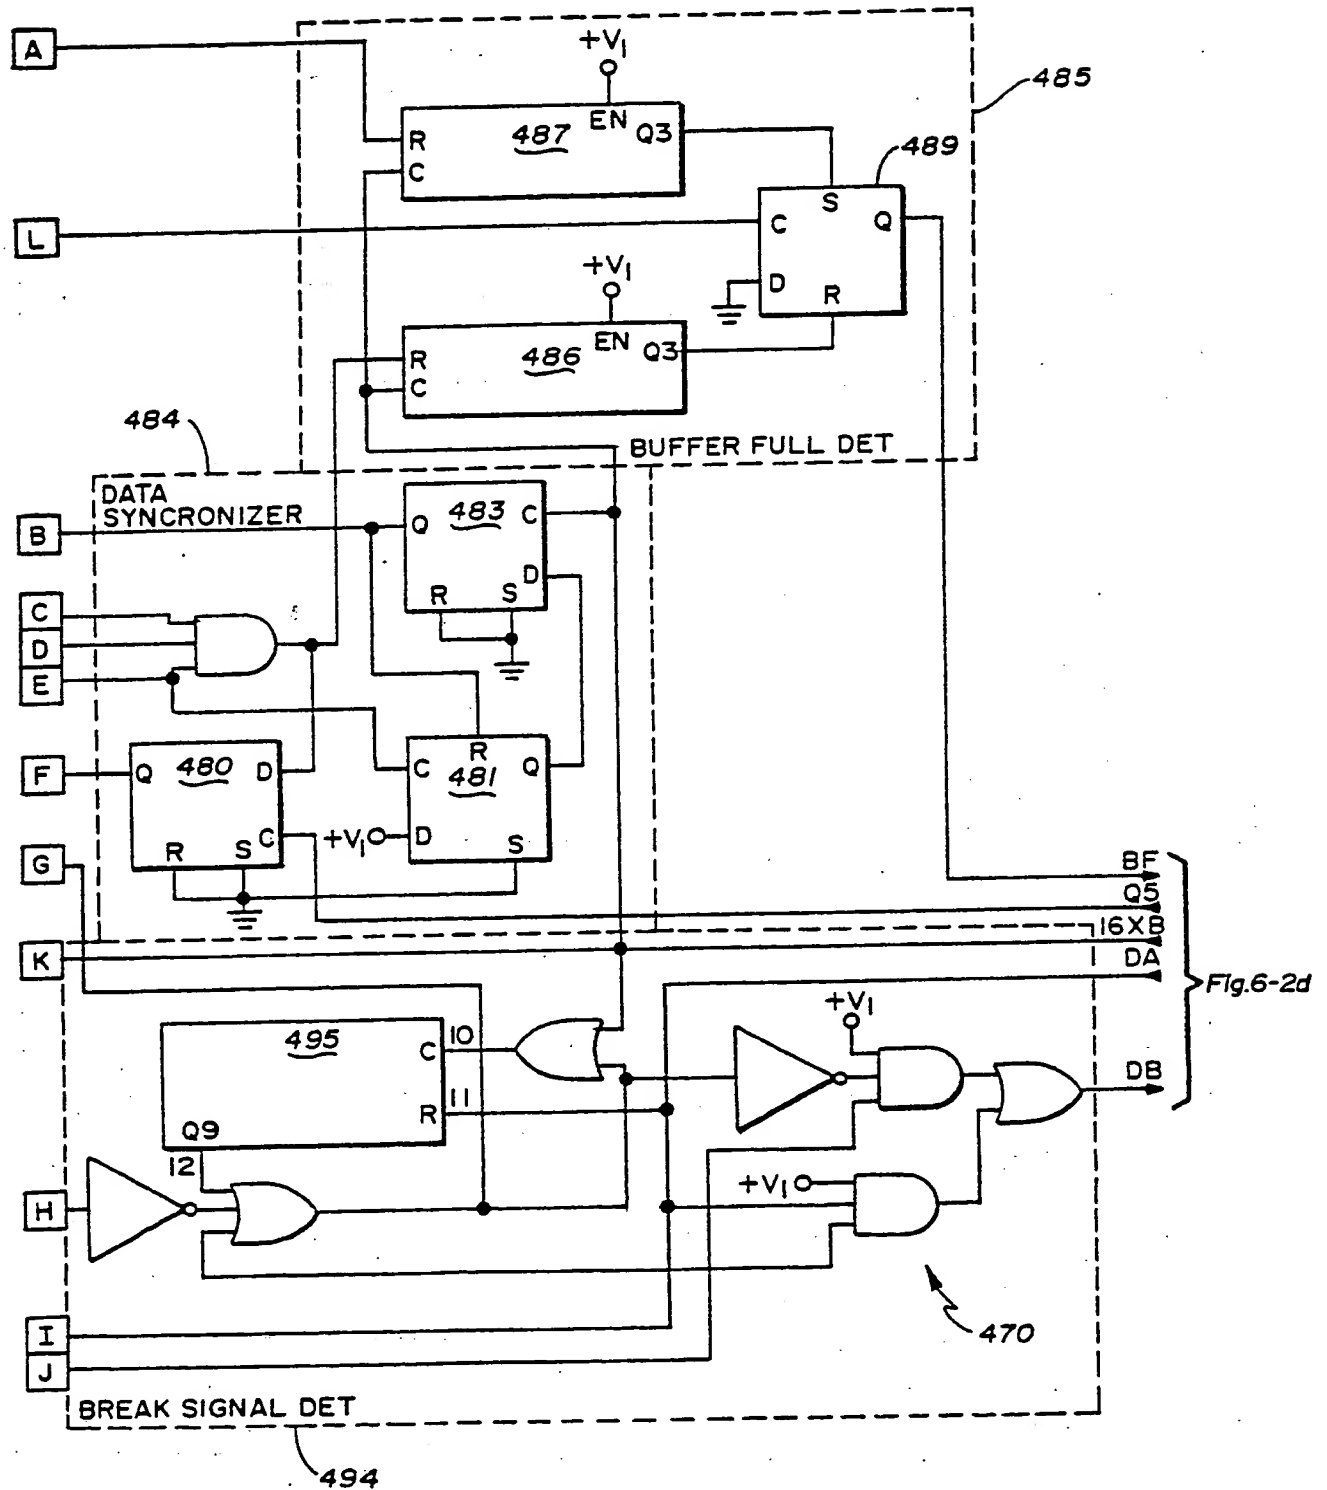 A
+V1
485
EN
487
Q3
R
C
489
L
S
C
Q
D
R
+V1
EN
486
Q3
R
C
484
BUFFER FULL DET
DATA
SYNCRONIZER
B
Q
483
C
D
R
S
C
D
E
F
Q
480
D
C
R
S
C
R
481
Q
+V1
D
S
G
BF
Q5
16XB
DA
K
Fig.6-2d
+V1
495
C
10
R
11
Q9
12
DB
H
+V1
I
J
470
BREAK SIGNAL DET
494